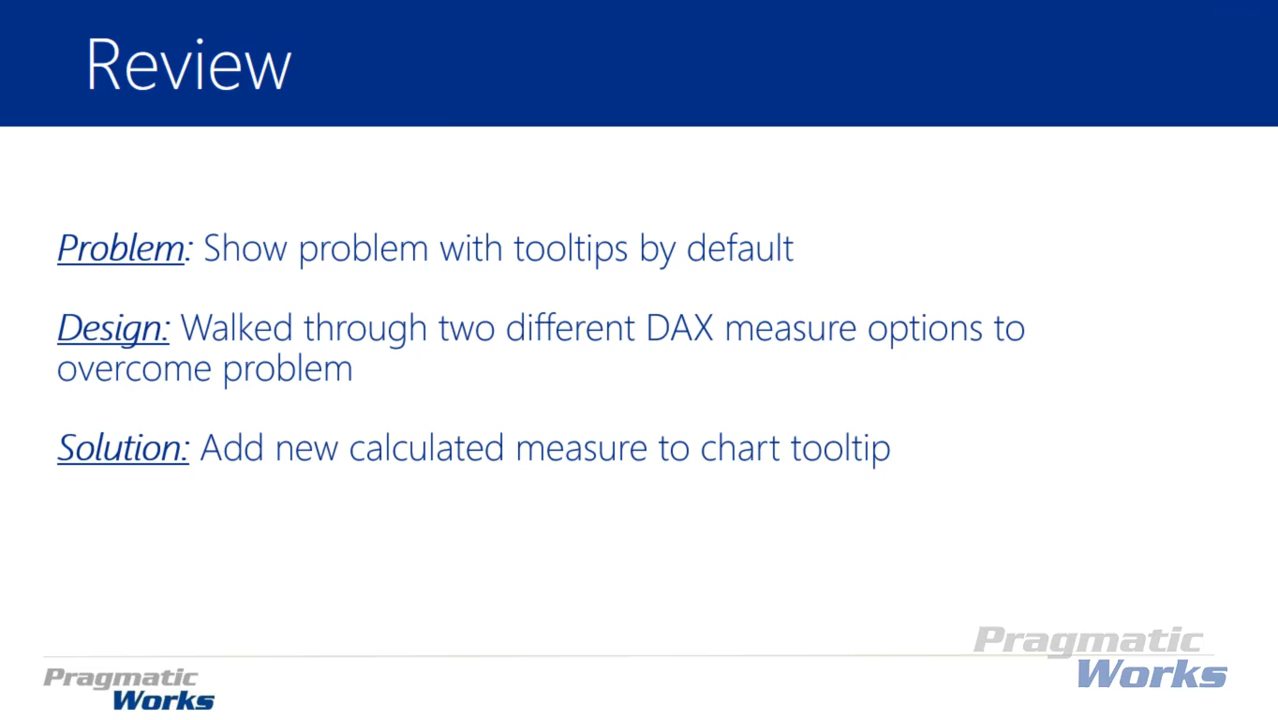 Review
Problem: Show problem with tooltips by default
Design: Walked through two different DAX measure options to
overcome problem
Solution: Add new calculated measure to chart tooltip
Pragmatic
Works
Pragmatic
Works